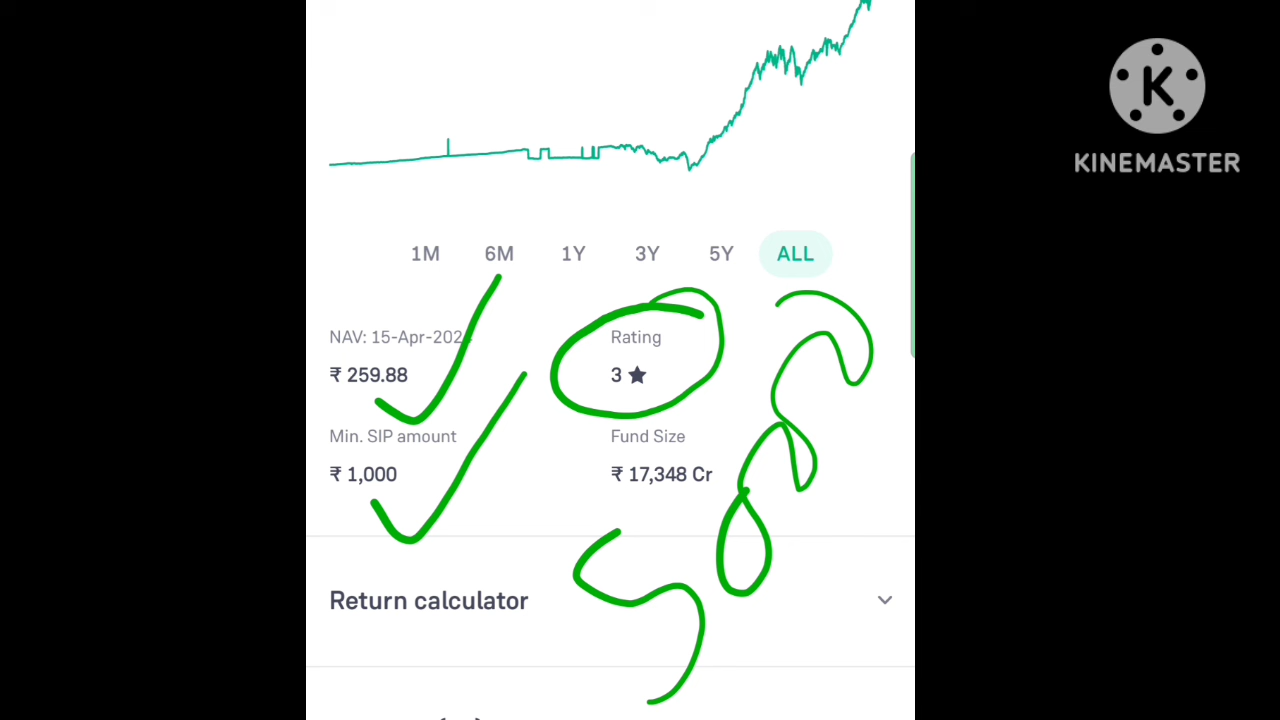 K
KINEMASTER
1M 6M 1Y 3Y 5Y ALL
NAV: 15-Apr-202
Rating
₹ 259.88
3 ★
Min. SIP amount
Fund Size
₹ 1,000
₹ 17,348 Cr
Return calculator